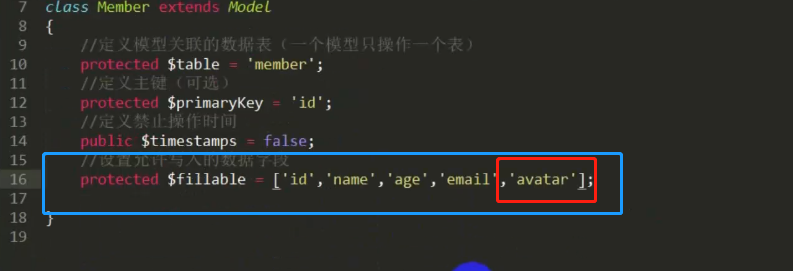 7 class Member extends Model
8 {
9 //定义模型关联的数据表（一个模型只操作一个表）
10 protected $table = 'member';
11 //定义主键（可选）
12 protected $primaryKey = 'id';
13 //定义禁止操作时间
14 public $timestamps = false;
15 //设置允许写入的数据字段
16 protected $fillable = ['id','name','age','email','avatar'];
17
18 }
19